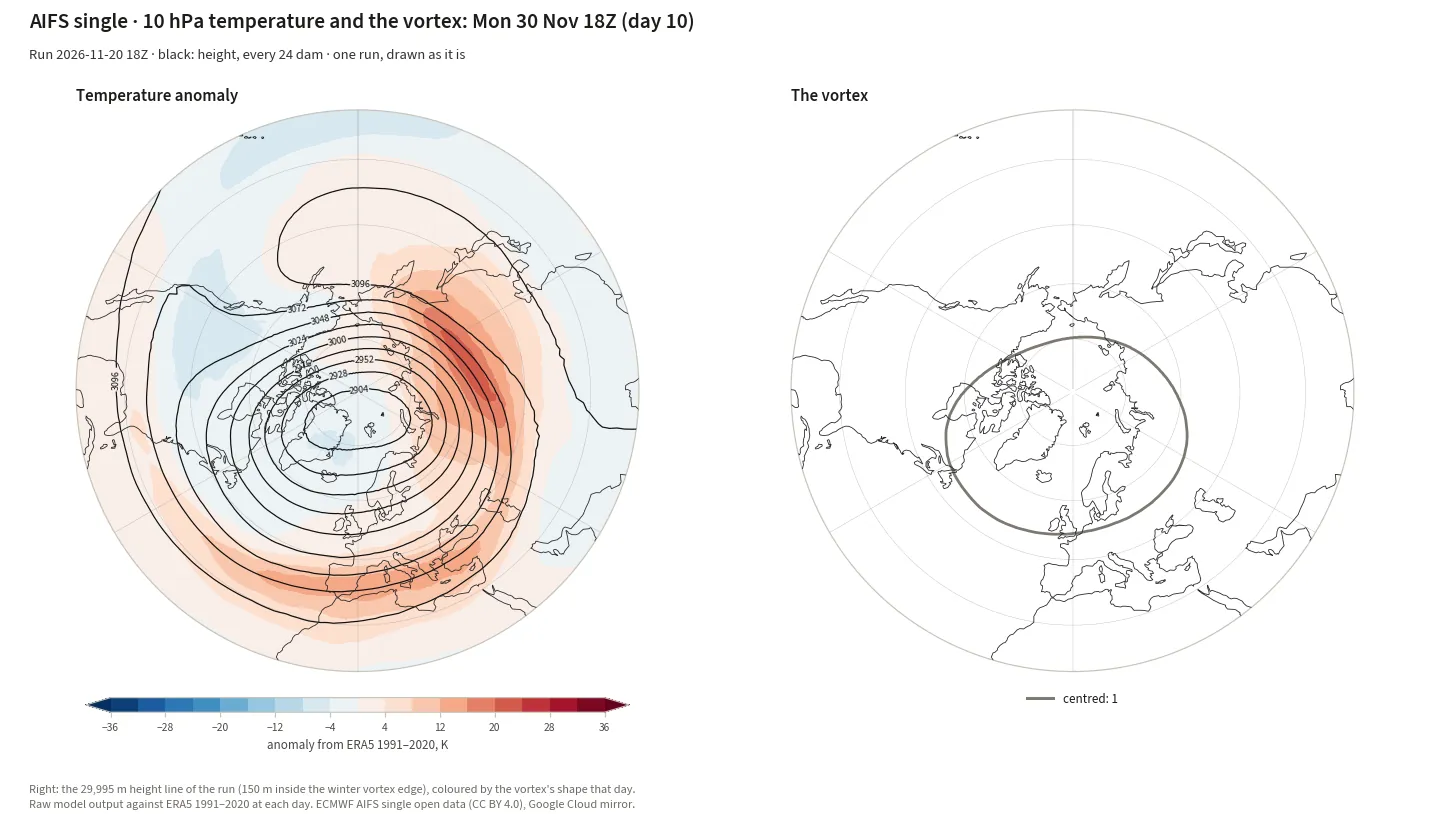 AIFS single · 10 hPa temperature and the vortex: Mon 30 Nov 18Z (day 10)
Run 2026-11-20 18Z · black: height, every 24 dam · one run, drawn as it is
Temperature anomaly
The vortex
3096
3072
3048
3024
3000
2952
2928
2904
3096
centred: 1
−36 −28 −20 −12 −4 4 12 20 28 36
anomaly from ERA5 1991–2020, K
Right: the 29,995 m height line of the run (150 m inside the winter vortex edge), coloured by the vortex's shape that day.
Raw model output against ERA5 1991–2020 at each day. ECMWF AIFS single open data (CC BY 4.0), Google Cloud mirror.